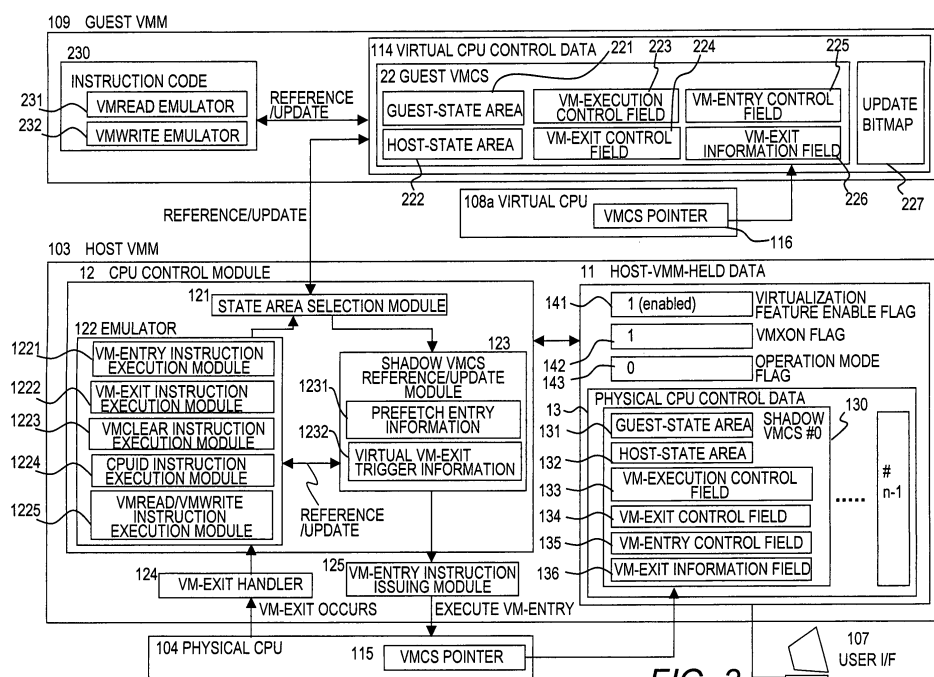 109 GUEST VMM
230
INSTRUCTION CODE
231
VMREAD EMULATOR
232
VMWRITE EMULATOR
REFERENCE
/UPDATE
114 VIRTUAL CPU CONTROL DATA
221
223
224
225
22 GUEST VMCS
GUEST-STATE AREA
HOST-STATE AREA
VM-EXECUTION
CONTROL FIELD
VM-EXIT CONTROL
FIELD
VM-ENTRY CONTROL
FIELD
VM-EXIT
INFORMATION FIELD
UPDATE
BITMAP
222
226
227
108a VIRTUAL CPU
VMCS POINTER
116
REFERENCE/UPDATE
103 HOST VMM
12 CPU CONTROL MODULE
121
STATE AREA SELECTION MODULE
122 EMULATOR
1221
VM-ENTRY INSTRUCTION
EXECUTION MODULE
1222
VM-EXIT INSTRUCTION
EXECUTION MODULE
1223
VMCLEAR INSTRUCTION
EXECUTION MODULE
1224
CPUID INSTRUCTION
EXECUTION MODULE
1225
VMREAD/VMWRITE
INSTRUCTION
EXECUTION MODULE
123
SHADOW VMCS
REFERENCE/UPDATE
MODULE
1231
PREFETCH ENTRY
INFORMATION
1232
VIRTUAL VM-EXIT
TRIGGER INFORMATION
REFERENCE
/UPDATE
124
VM-EXIT HANDLER
VM-EXIT OCCURS
125
VM-ENTRY INSTRUCTION
ISSUING MODULE
EXECUTE VM-ENTRY
11 HOST-VMM-HELD DATA
141
1 (enabled)
VIRTUALIZATION
FEATURE ENABLE FLAG
142
1
VMXON FLAG
143
0
OPERATION MODE
FLAG
PHYSICAL CPU CONTROL DATA
13
SHADOW
VMCS #0
130
131
GUEST-STATE AREA
132
HOST-STATE AREA
133
VM-EXECUTION CONTROL
FIELD
134
VM-EXIT CONTROL FIELD
135
VM-ENTRY CONTROL FIELD
136
VM-EXIT INFORMATION FIELD
.....
#
n-1
104 PHYSICAL CPU
115
VMCS POINTER
107
USER I/F